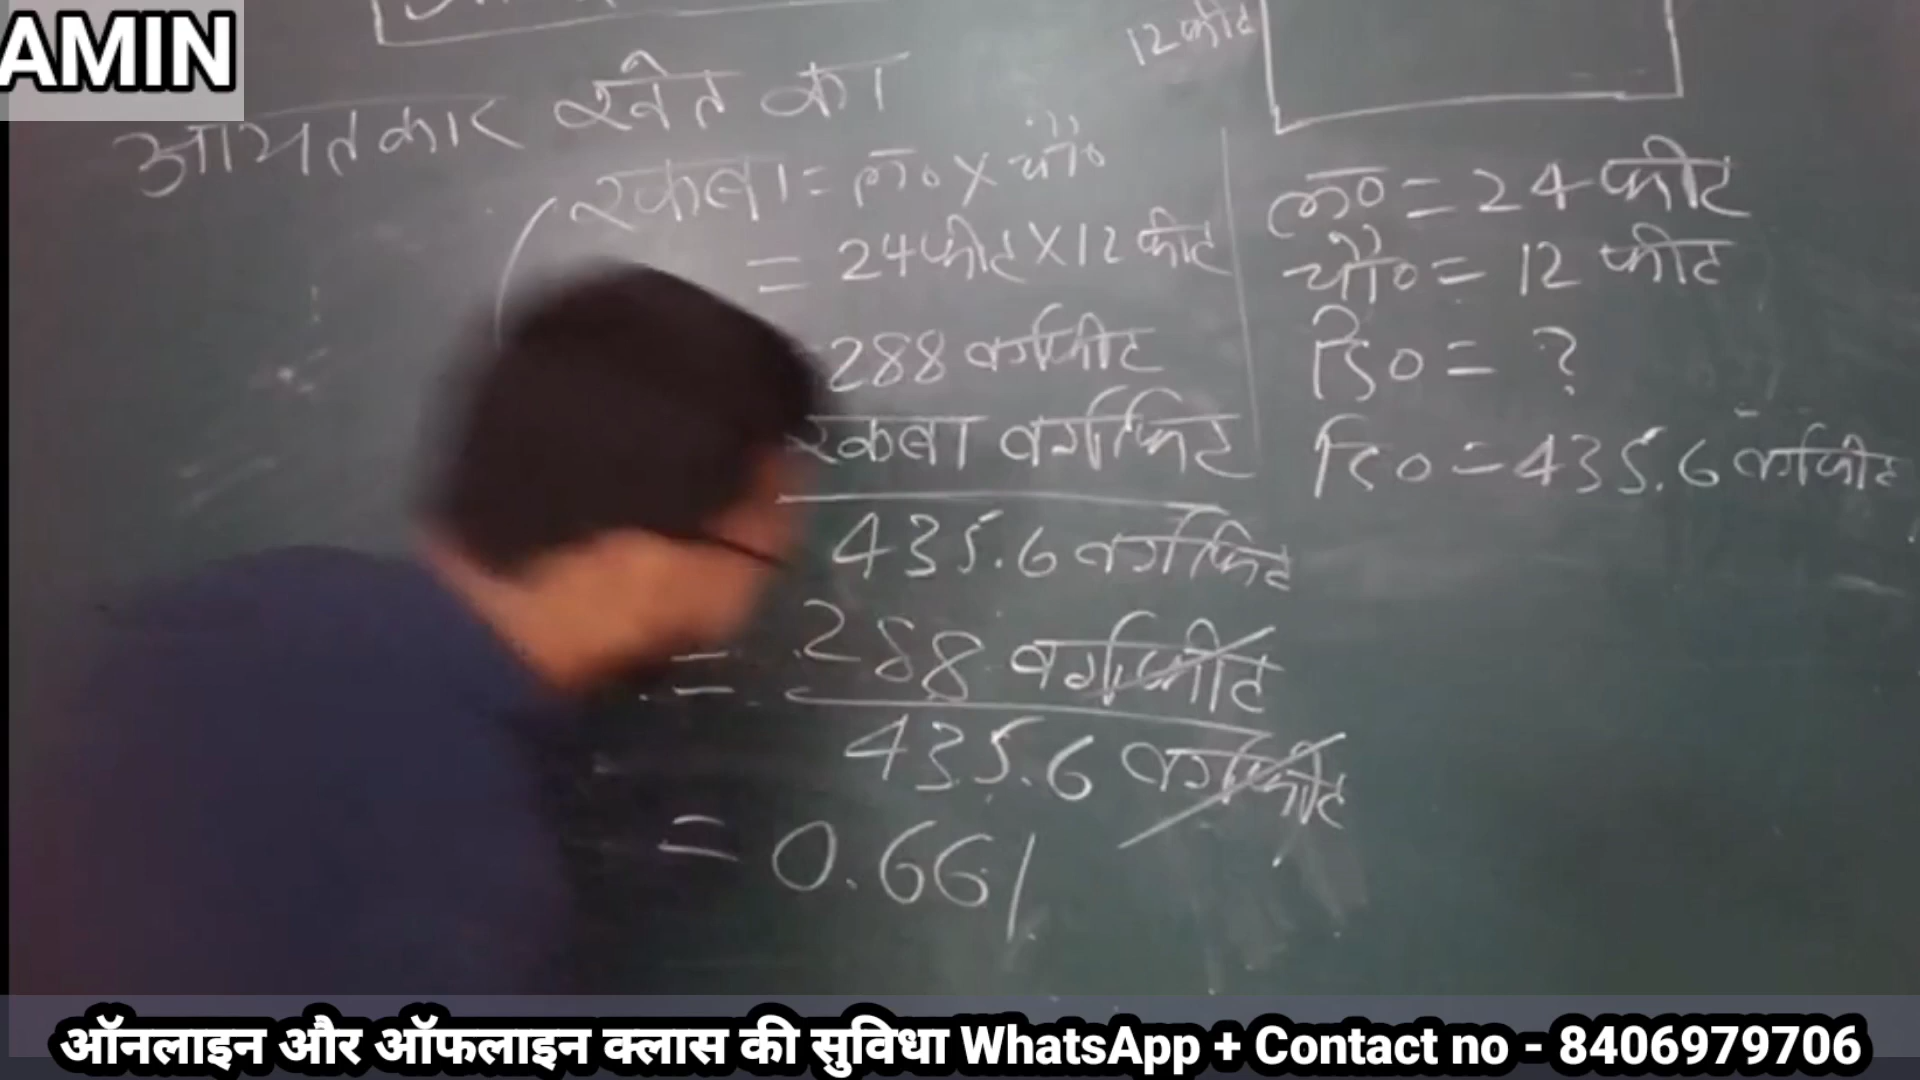 AMIN
12 फीट
आयतकार खेत का
रकबा = ल० X चौ०
= 24 फीट X 12 फीट
288 वर्गफीट
रकबा वर्गफिट
435.6 वर्गफिट
= 288 वर्गफीट
435.6 वर्गफीट
= 0.661
ल० = 24 फीट
चौ० = 12 फीट
डि० = ?
डि० = 435.6 वर्गफीट
ऑनलाइन और ऑफलाइन क्लास की सुविधा WhatsApp + Contact no - 8406979706